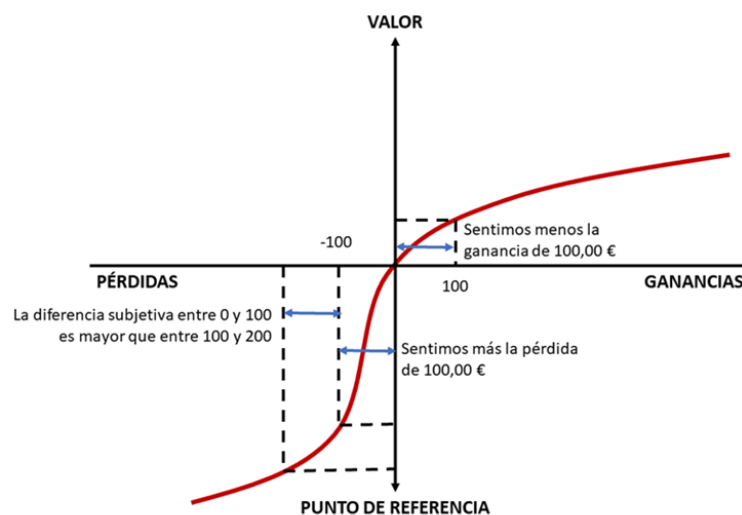 VALOR
Sentimos menos la
ganancia de 100,00 €
-100
PÉRDIDAS
100
GANANCIAS
La diferencia subjetiva entre 0 y 100
es mayor que entre 100 y 200
Sentimos más la pérdida
de 100,00 €
PUNTO DE REFERENCIA